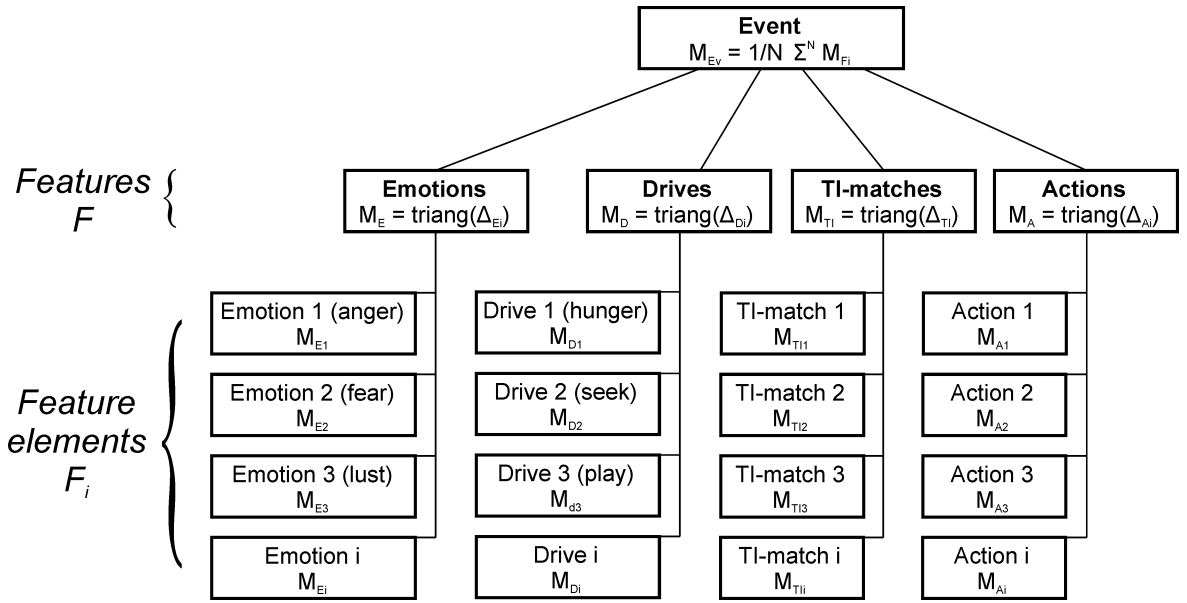 Event
M_Ev = 1/N Σ^N M_Fi
Features
F
{
Emotions
M_E = triang(Δ_Ei)
Drives
M_D = triang(Δ_Di)
TI-matches
M_TI = triang(Δ_TI)
Actions
M_A = triang(Δ_Ai)
Feature
elements
F_i
{
Emotion 1 (anger)
M_E1
Drive 1 (hunger)
M_D1
TI-match 1
M_TI1
Action 1
M_A1
Emotion 2 (fear)
M_E2
Drive 2 (seek)
M_D2
TI-match 2
M_TI2
Action 2
M_A2
Emotion 3 (lust)
M_E3
Drive 3 (play)
M_d3
TI-match 3
M_TI3
Action 3
M_A3
Emotion i
M_Ei
Drive i
M_Di
TI-match i
M_TIi
Action i
M_Ai